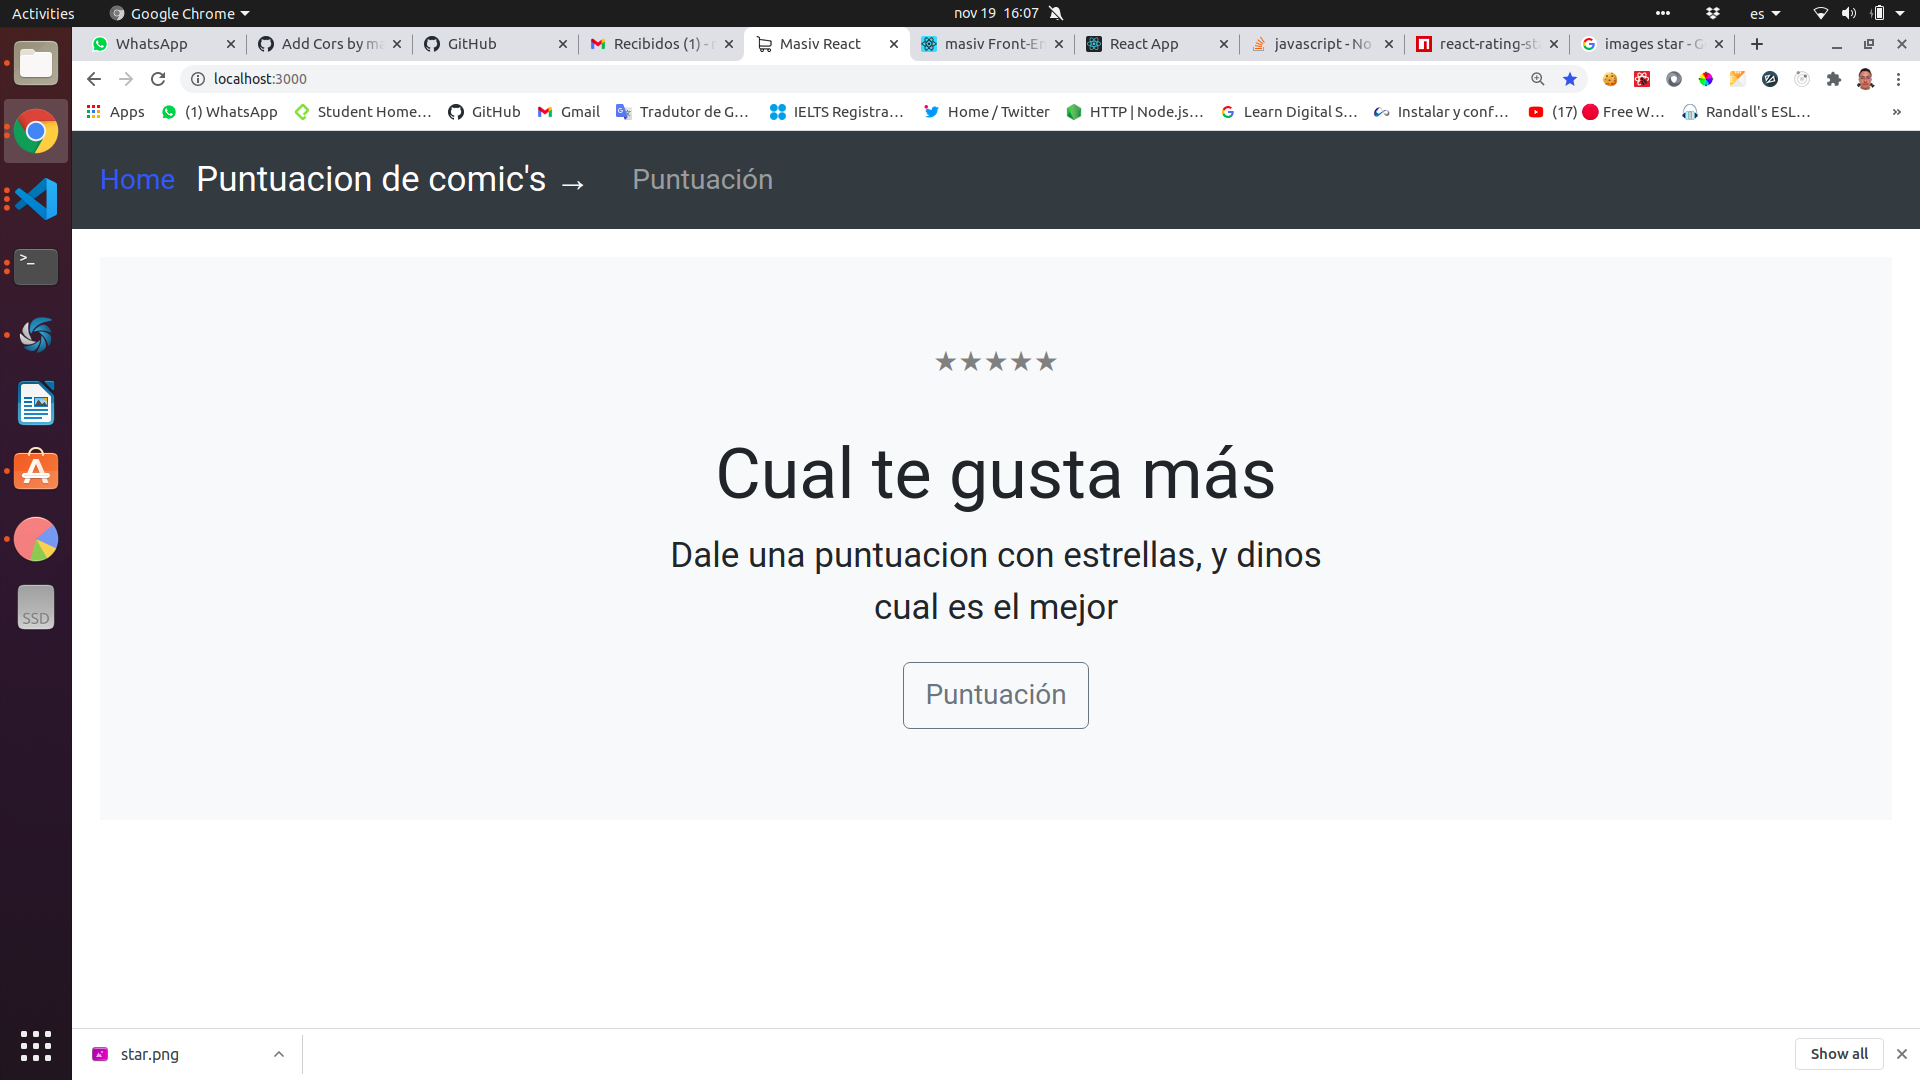 Activities Google Chrome nov 19 16:07 es
WhatsApp Add Cors by ma GitHub Recibidos (1) - Masiv React masiv Front-En React App javascript - No react-rating-st images star - G
localhost:3000
Apps (1) WhatsApp Student Home... GitHub Gmail Tradutor de G... IELTS Registra... Home / Twitter HTTP | Node.js... Learn Digital S... Instalar y conf... (17) Free W... Randall's ESL... »
Home Puntuacion de comic's → Puntuación
★★★★★
Cual te gusta más
Dale una puntuacion con estrellas, y dinos
cual es el mejor
Puntuación
SSD
star.png Show all